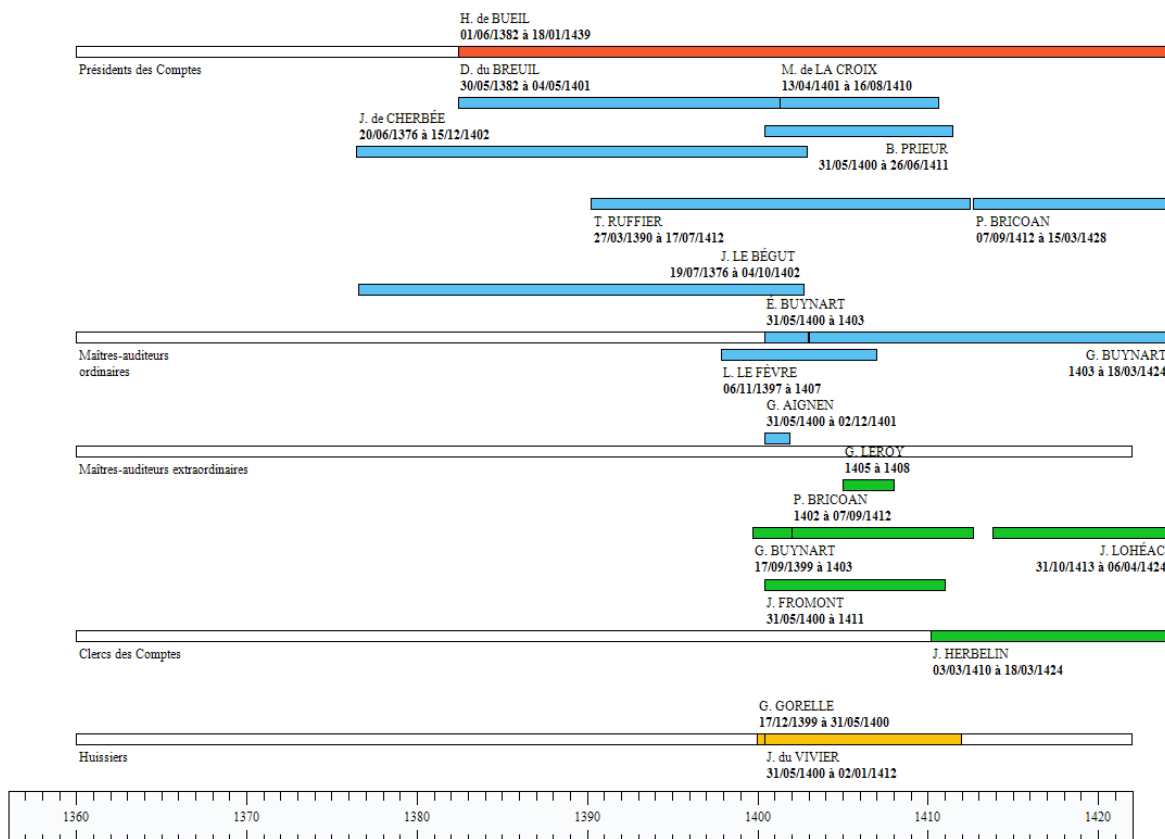 H. de BUEIL
01/06/1382 à 18/01/1439
Présidents des Comptes
D. du BREUIL
30/05/1382 à 04/05/1401
M. de LA CROIX
13/04/1401 à 16/08/1410
J. de CHERBÉE
20/06/1376 à 15/12/1402
B. PRIEUR
31/05/1400 à 26/06/1411
T. RUFFIER
27/03/1390 à 17/07/1412
P. BRICOAN
07/09/1412 à 15/03/1428
J. LE BÉGUT
19/07/1376 à 04/10/1402
É. BUYNART
31/05/1400 à 1403
Maîtres-auditeurs
ordinaires
G. BUYNART
1403 à 18/03/1424
L. LE FÈVRE
06/11/1397 à 1407
G. AIGNEN
31/05/1400 à 02/12/1401
Maîtres-auditeurs extraordinaires
G. LEROY
1405 à 1408
P. BRICOAN
1402 à 07/09/1412
G. BUYNART
17/09/1399 à 1403
J. LOHÉAC
31/10/1413 à 06/04/1424
J. FROMONT
31/05/1400 à 1411
Clercs des Comptes
J. HERBELIN
03/03/1410 à 18/03/1424
G. GORELLE
17/12/1399 à 31/05/1400
Huissiers
J. du VIVIER
31/05/1400 à 02/01/1412
1360 1370 1380 1390 1400 1410 1420